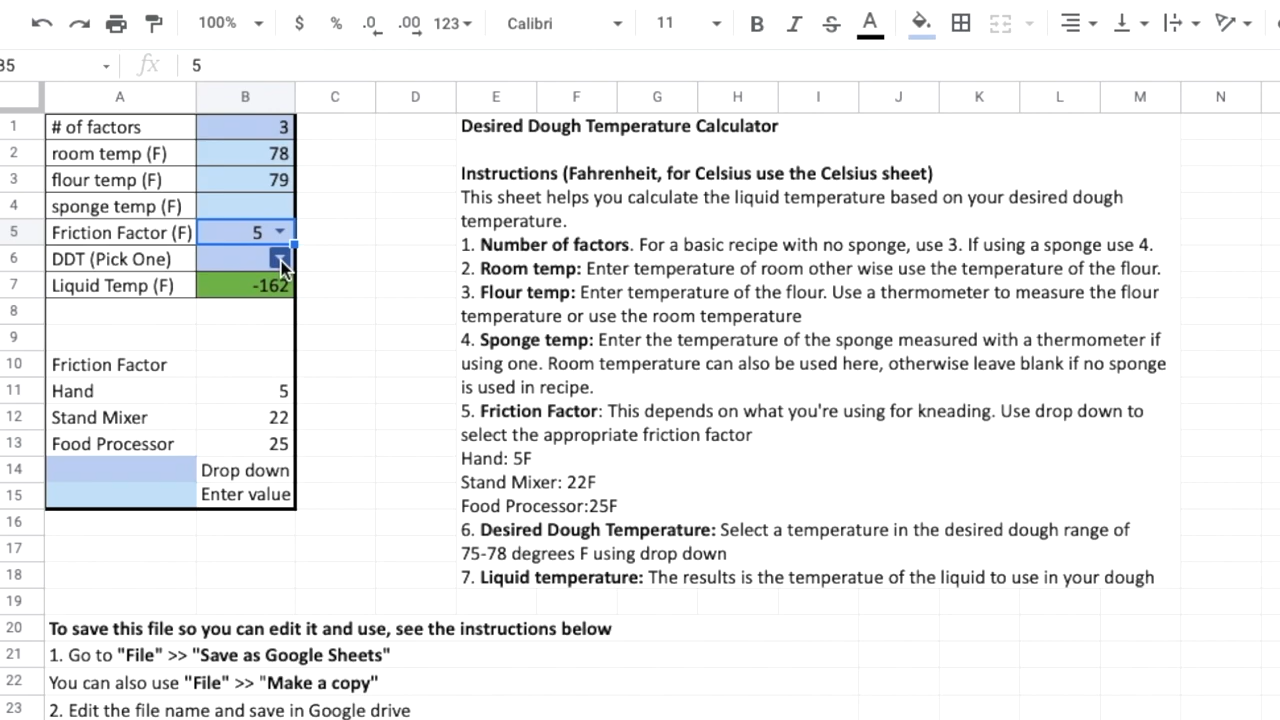 100% $ % .0 .00 123 Calibri 11 B I S A
B5 fx 5
A B C D E F G H I J K L M N
1 # of factors 3 Desired Dough Temperature Calculator
2 room temp (F) 78
3 flour temp (F) 79 Instructions (Fahrenheit, for Celsius use the Celsius sheet)
This sheet helps you calculate the liquid temperature based on your desired dough
4 sponge temp (F) temperature.
5 Friction Factor (F) 5 1. Number of factors. For a basic recipe with no sponge, use 3. If using a sponge use 4.
6 DDT (Pick One) 2. Room temp: Enter temperature of room other wise use the temperature of the flour.
7 Liquid Temp (F) -162 3. Flour temp: Enter temperature of the flour. Use a thermometer to measure the flour
8 temperature or use the room temperature
9 4. Sponge temp: Enter the temperature of the sponge measured with a thermometer if
10 Friction Factor using one. Room temperature can also be used here, otherwise leave blank if no sponge
11 Hand 5 is used in recipe.
12 Stand Mixer 22 5. Friction Factor: This depends on what you're using for kneading. Use drop down to
13 Food Processor 25 select the appropriate friction factor
Hand: 5F
14 Drop down Stand Mixer: 22F
15 Enter value Food Processor:25F
16 6. Desired Dough Temperature: Select a temperature in the desired dough range of
17 75-78 degrees F using drop down
18 7. Liquid temperature: The results is the temperatue of the liquid to use in your dough
19
20 To save this file so you can edit it and use, see the instructions below
21 1. Go to "File" >> "Save as Google Sheets"
22 You can also use "File" >> "Make a copy"
23 2. Edit the file name and save in Google drive